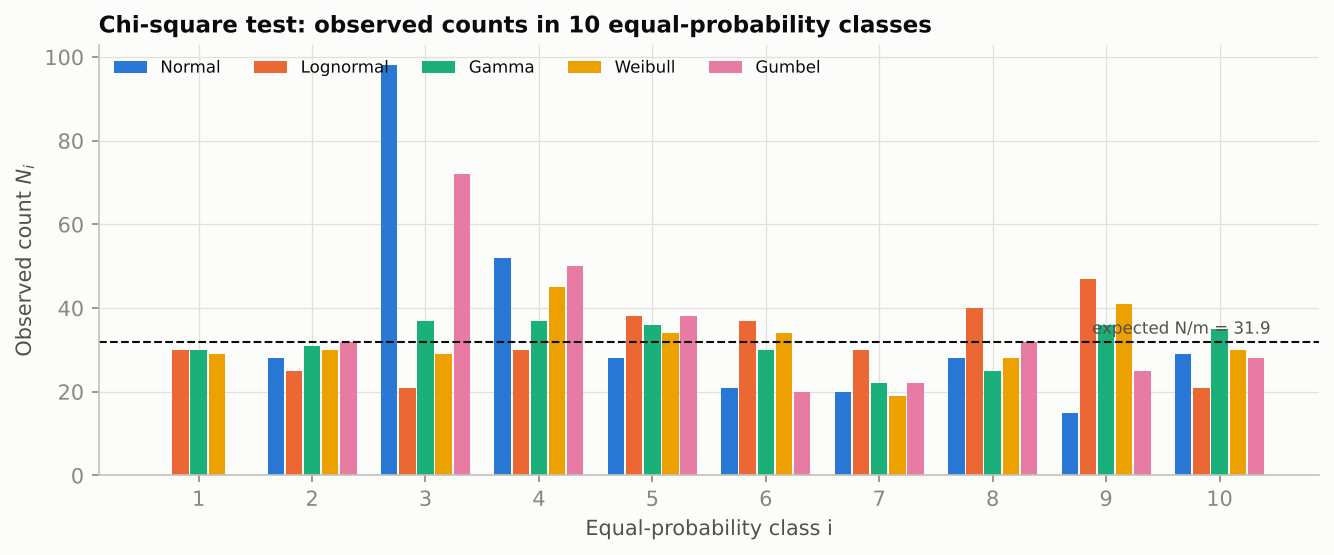 Chi-square test: observed counts in 10 equal-probability classes
Normal Lognormal Gamma Weibull Gumbel
Observed count Nᵢ
100
80
60
40
20
0
expected N/m = 31.9
1 2 3 4 5 6 7 8 9 10
Equal-probability class i